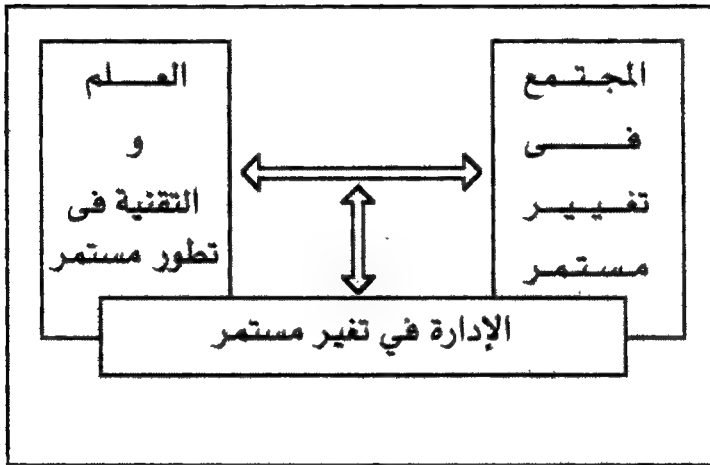 المجتمع
فى
تغيير
مستمر
العلم
و
التقنية فى
تطور مستمر
الإدارة في تغير مستمر